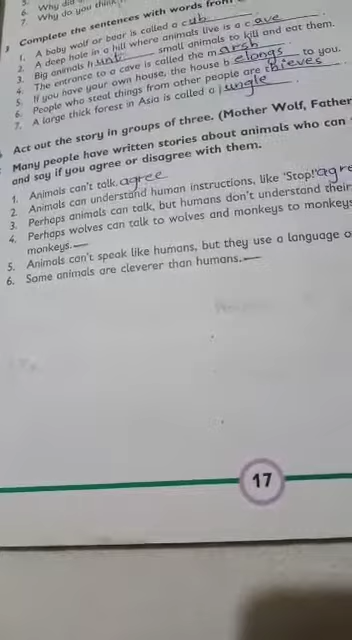 5. Why did
6. Why do you think
7.
3 Complete the sentences with words from
1. A baby wolf or bear is called a cub.
2. A deep hole in a hill where animals live is a cave.
3. Big animals hunt small animals to kill and eat them.
4. The entrance to a cave is called the marsh.
5. If you have your own house, the house belongs to you.
6. People who steal things from other people are thieves.
7. A large thick forest in Asia is called a jungle.
Act out the story in groups of three. (Mother Wolf, Father
Many people have written stories about animals who can
and say if you agree or disagree with them.
1. Animals can't talk. agree
2. Animals can understand human instructions, like 'Stop!' agre
3. Perhaps animals can talk, but humans don't understand their
4. Perhaps wolves can talk to wolves and monkeys to monkeys
monkeys. —
5. Animals can't speak like humans, but they use a language o
6. Some animals are cleverer than humans. —
17